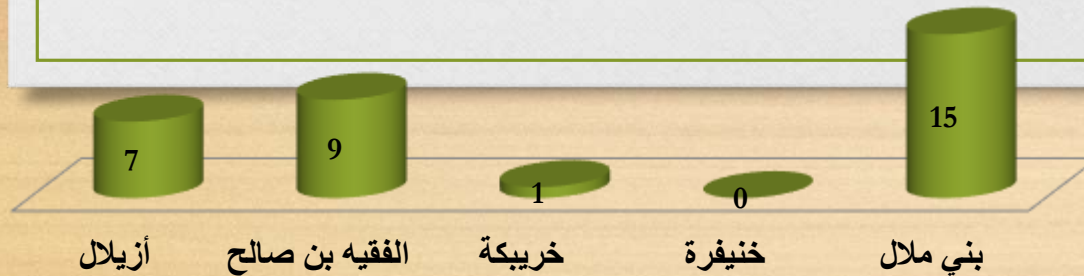 7
9
1
0
15
أزيلال
الفقيه بن صالح
خريبكة
خنيفرة
بني ملال